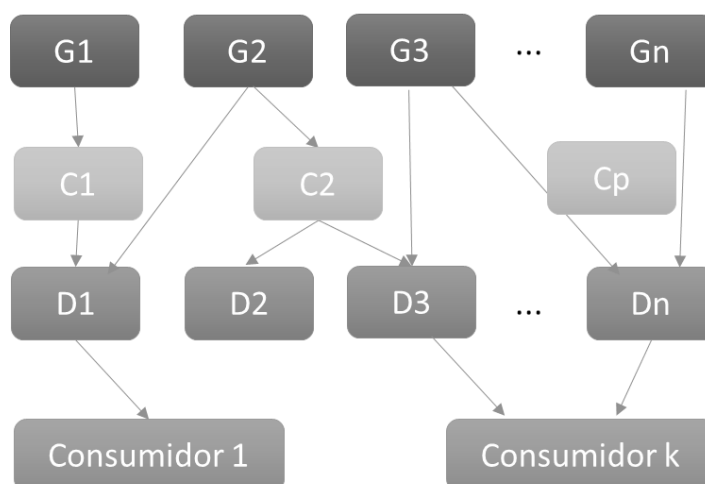 G1 G2 G3 ... Gn
C1 C2 Cp
D1 D2 D3 ... Dn
Consumidor 1 Consumidor k